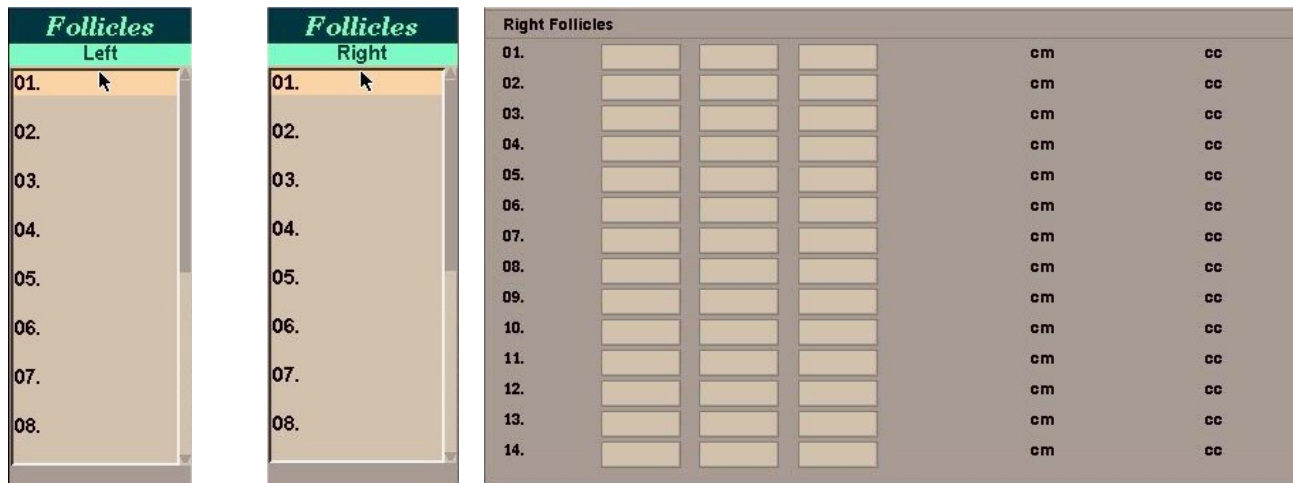 Follicles
Left
01.
02.
03.
04.
05.
06.
07.
08.
Follicles
Right
01.
02.
03.
04.
05.
06.
07.
08.
Right Follicles
01. cm cc
02. cm cc
03. cm cc
04. cm cc
05. cm cc
06. cm cc
07. cm cc
08. cm cc
09. cm cc
10. cm cc
11. cm cc
12. cm cc
13. cm cc
14. cm cc